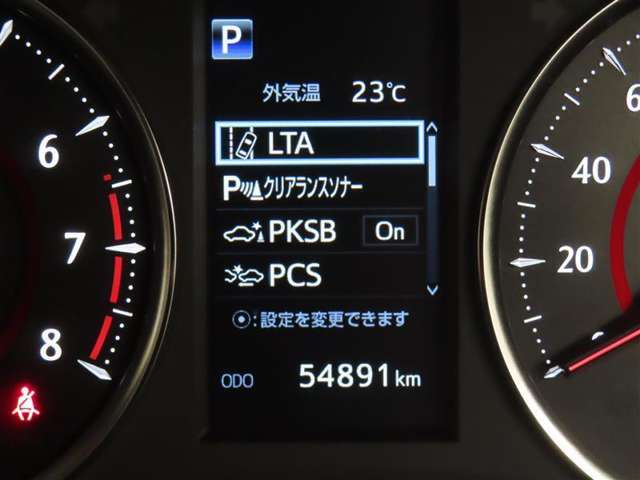 P
外気温 23℃
LTA
P クリアランスソナー
PKSB On
PCS
:設定を変更できます
ODO 54891 km
6
7
8
60
40
20